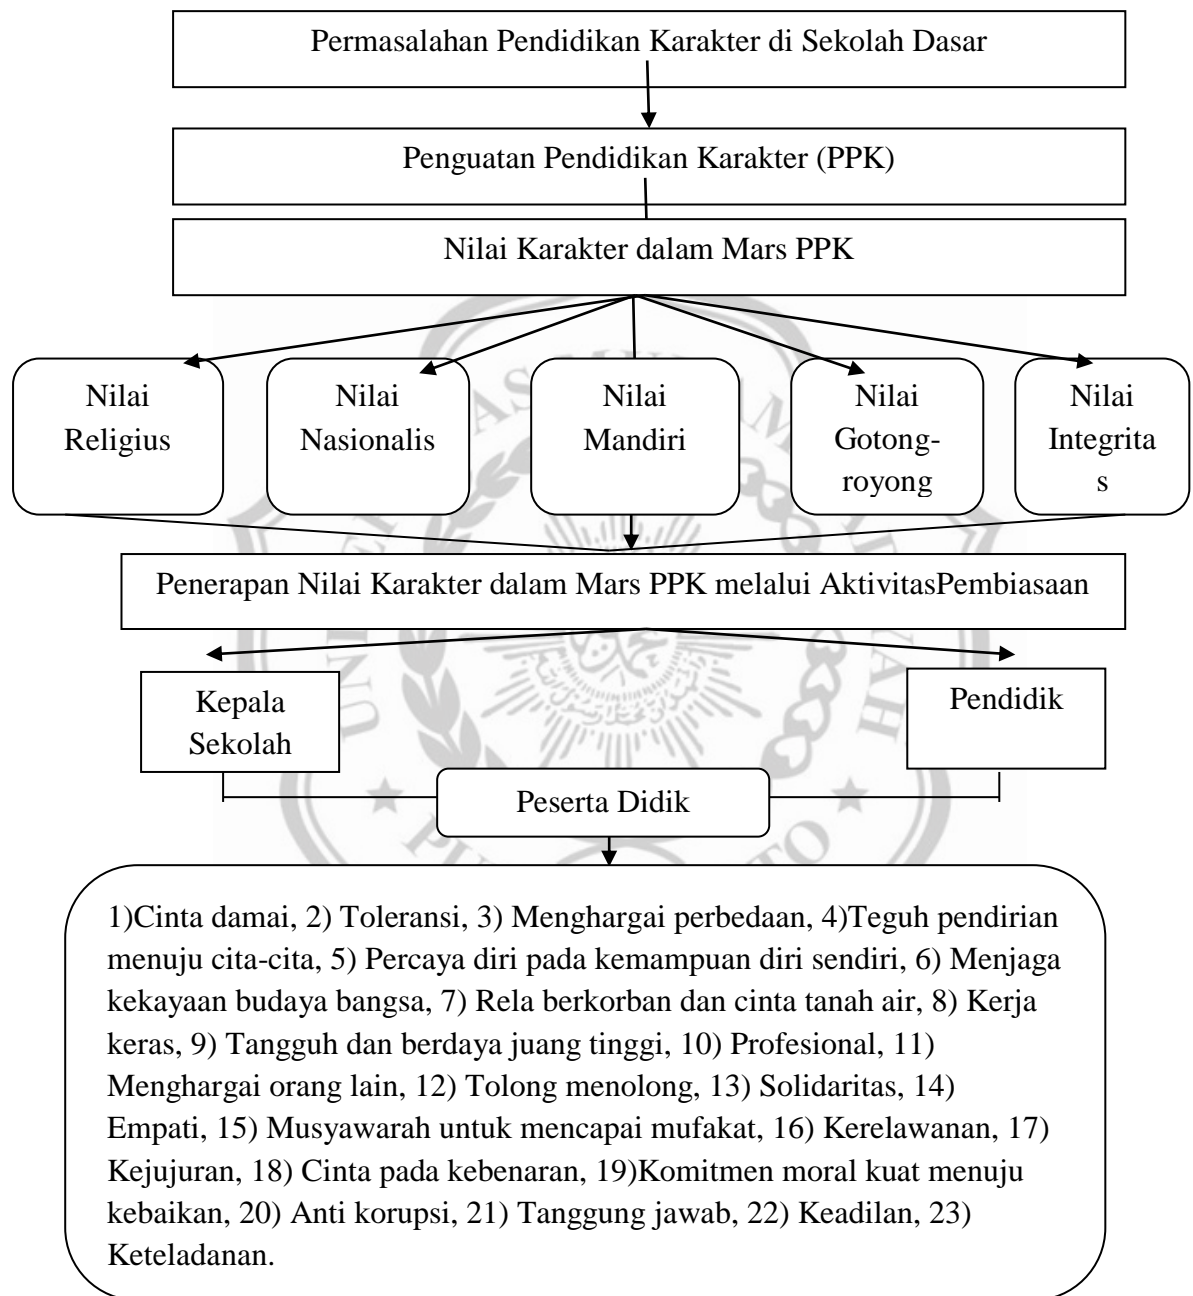 Permasalahan Pendidikan Karakter di Sekolah Dasar
Penguatan Pendidikan Karakter (PPK)
Nilai Karakter dalam Mars PPK
Nilai
Religius
Nilai
Nasionalis
Nilai
Mandiri
Nilai
Gotong-
royong
Nilai
Integrita
s
Penerapan Nilai Karakter dalam Mars PPK melalui AktivitasPembiasaan
Kepala
Sekolah
Pendidik
Peserta Didik
1)Cinta damai, 2) Toleransi, 3) Menghargai perbedaan, 4)Teguh pendirian
menuju cita-cita, 5) Percaya diri pada kemampuan diri sendiri, 6) Menjaga
kekayaan budaya bangsa, 7) Rela berkorban dan cinta tanah air, 8) Kerja
keras, 9) Tangguh dan berdaya juang tinggi, 10) Profesional, 11)
Menghargai orang lain, 12) Tolong menolong, 13) Solidaritas, 14)
Empati, 15) Musyawarah untuk mencapai mufakat, 16) Kerelawanan, 17)
Kejujuran, 18) Cinta pada kebenaran, 19)Komitmen moral kuat menuju
kebaikan, 20) Anti korupsi, 21) Tanggung jawab, 22) Keadilan, 23)
Keteladanan.